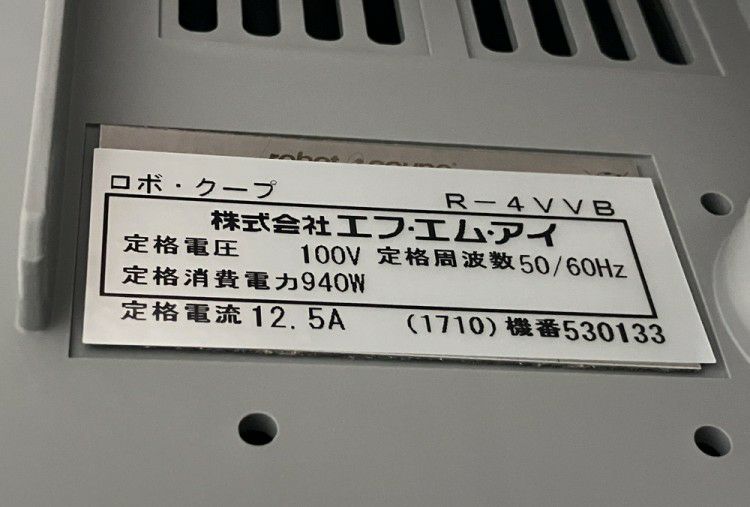 robot coupe
ロボ・クープ R-4VVB
株式会社エフ・エム・アイ
定格電圧 100V 定格周波数50/60Hz
定格消費電力940W
定格電流12.5A (1710)機番530133